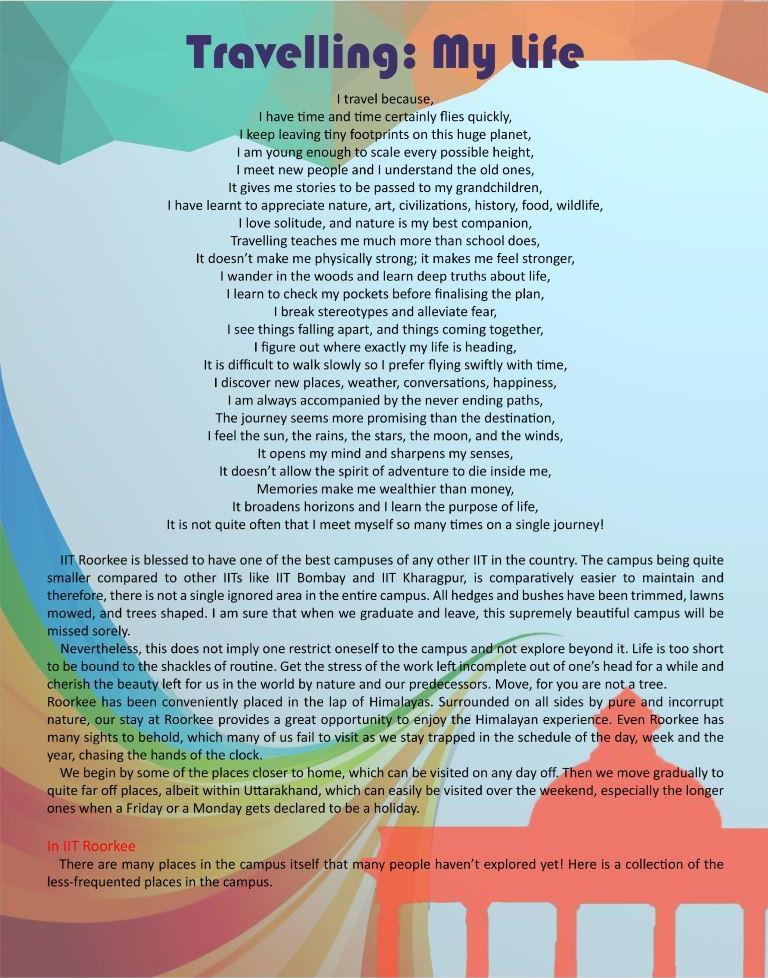 Travelling: My Life
I travel because,
I have time and time certainly flies quickly,
I keep leaving tiny footprints on this huge planet,
I am young enough to scale every possible height,
I meet new people and I understand the old ones,
It gives me stories to be passed to my grandchildren,
I have learnt to appreciate nature, art, civilizations, history, food, wildlife,
I love solitude, and nature is my best companion,
Travelling teaches me much more than school does,
It doesn't make me physically strong; it makes me feel stronger,
I wander in the woods and learn deep truths about life,
I learn to check my pockets before finalising the plan,
I break stereotypes and alleviate fear,
I see things falling apart, and things coming together,
I figure out where exactly my life is heading,
It is difficult to walk slowly so I prefer flying swiftly with time,
I discover new places, weather, conversations, happiness,
I am always accompanied by the never ending paths,
The journey seems more promising than the destination,
I feel the sun, the rains, the stars, the moon, and the winds,
It opens my mind and sharpens my senses,
It doesn't allow the spirit of adventure to die inside me,
Memories make me wealthier than money,
It broadens horizons and I learn the purpose of life,
It is not quite often that I meet myself so many times on a single journey!
IIT Roorkee is blessed to have one of the best campuses of any other IIT in the country. The campus being quite
smaller compared to other IITs like IIT Bombay and IIT Kharagpur, is comparatively easier to maintain and
therefore, there is not a single ignored area in the entire campus. All hedges and bushes have been trimmed, lawns
mowed, and trees shaped. I am sure that when we graduate and leave, this supremely beautiful campus will be
missed sorely.
Nevertheless, this does not imply one restrict oneself to the campus and not explore beyond it. Life is too short
to be bound to the shackles of routine. Get the stress of the work left incomplete out of one's head for a while and
cherish the beauty left for us in the world by nature and our predecessors. Move, for you are not a tree.
Roorkee has been conveniently placed in the lap of Himalayas. Surrounded on all sides by pure and incorrupt
nature, our stay at Roorkee provides a great opportunity to enjoy the Himalayan experience. Even Roorkee has
many sights to behold, which many of us fail to visit as we stay trapped in the schedule of the day, week and the
year, chasing the hands of the clock.
We begin by some of the places closer to home, which can be visited on any day off. Then we move gradually to
quite far off places, albeit within Uttarakhand, which can easily be visited over the weekend, especially the longer
ones when a Friday or a Monday gets declared to be a holiday.
In IIT Roorkee
There are many places in the campus itself that many people haven't explored yet! Here is a collection of the
less-frequented places in the campus.